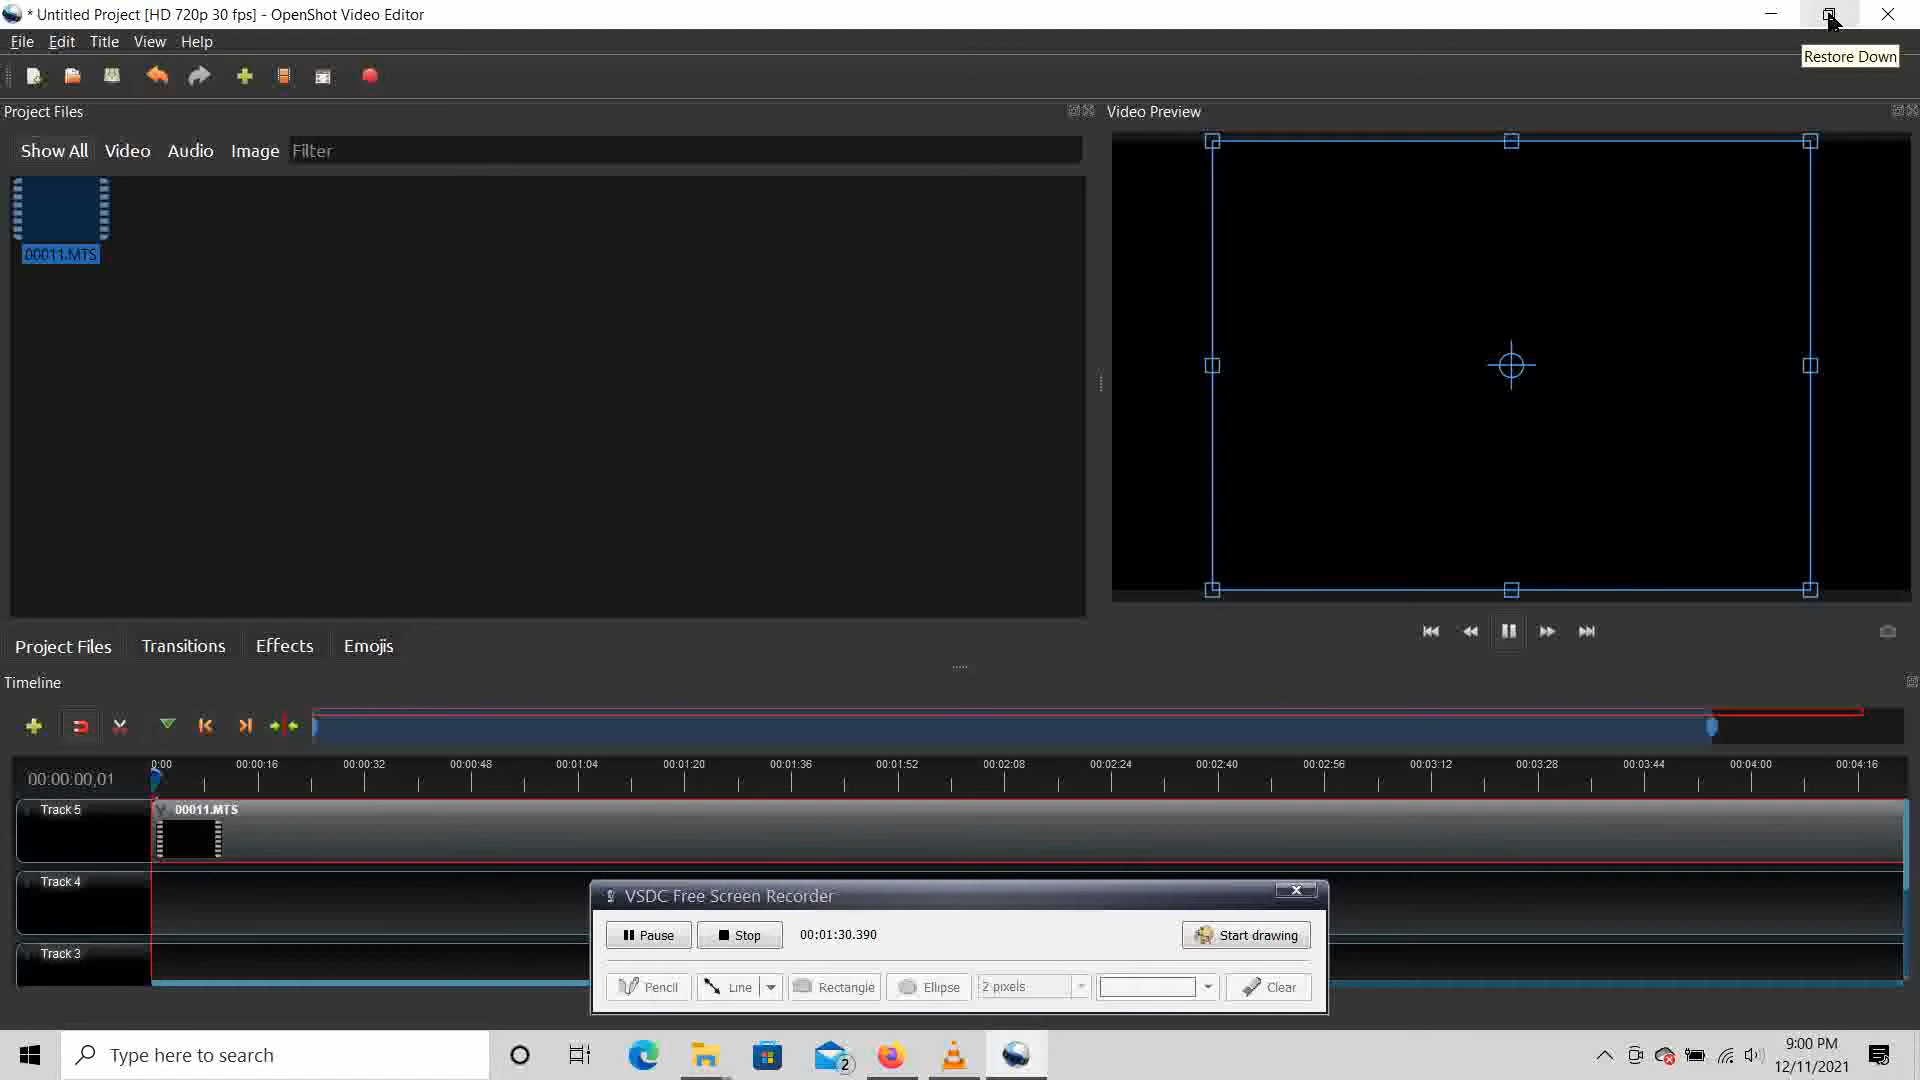 * Untitled Project [HD 720p 30 fps] - OpenShot Video Editor
File Edit Title View Help
Restore Down
Project Files
Video Preview
Show All Video Audio Image Filter
00011.MTS
Project Files Transitions Effects Emojis
Timeline
00:00:00,01
0:00 00:00:16 00:00:32 00:00:48 00:01:04 00:01:20 00:01:36 00:01:52 00:02:08 00:02:24 00:02:40 00:02:56 00:03:12 00:03:28 00:03:44 00:04:00 00:04:16
Track 5
00011.MTS
Track 4
Track 3
VSDC Free Screen Recorder
Pause Stop 00:01:30.390 Start drawing
Pencil Line Rectangle Ellipse 2 pixels Clear
Type here to search
2
9:00 PM
12/11/2021